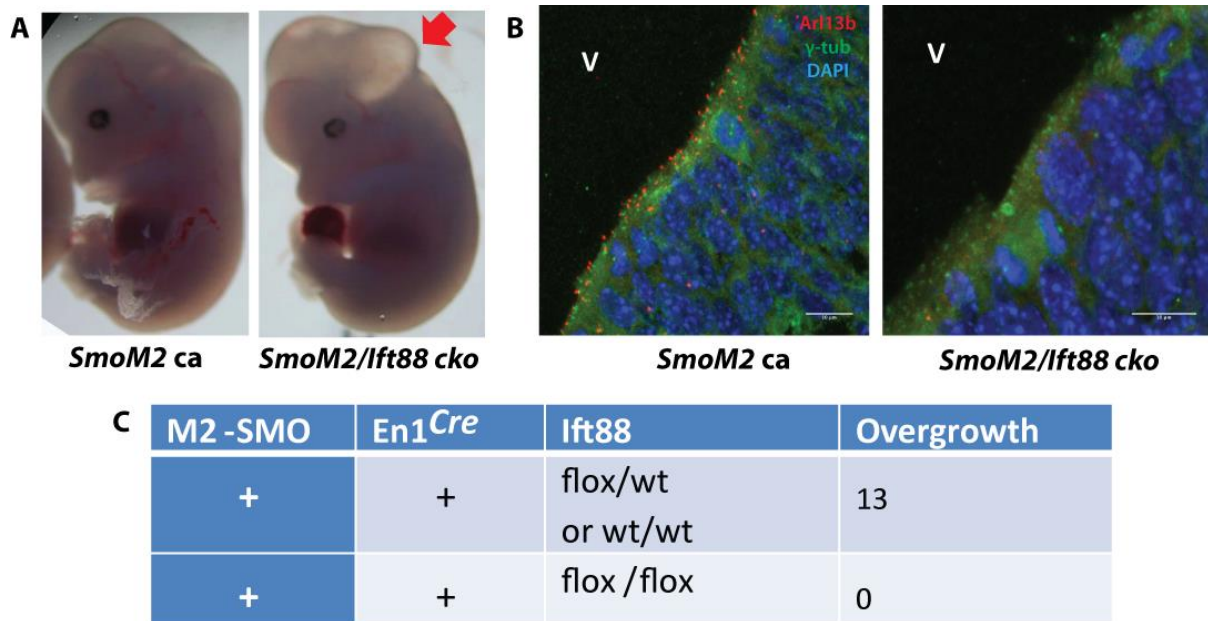 A
B
V
Arl13b
γ-tub
DAPI
V
SmoM2 ca
SmoM2/Ift88 cko
SmoM2 ca
SmoM2/Ift88 cko
C
M2 -SMO En1Cre Ift88 Overgrowth
+ + flox/wt
or wt/wt 13
+ + flox /flox 0